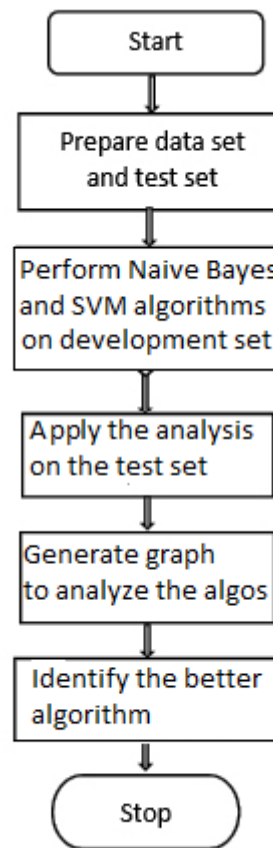 Start
Prepare data set
and test set
Perform Naive Bayes
and SVM algorithms
on development set
Apply the analysis
on the test set
Generate graph
to analyze the algos
Identify the better
algorithm
Stop